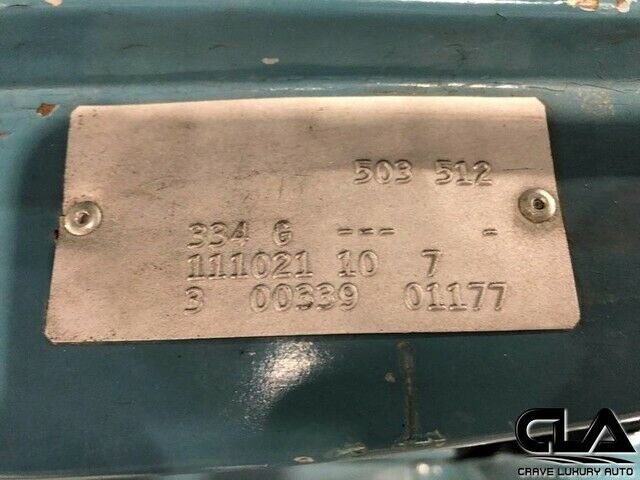 503 512
334 G --- -
111021 10 7
3 00339 01177
CLA
CRAVE LUXURY AUTO